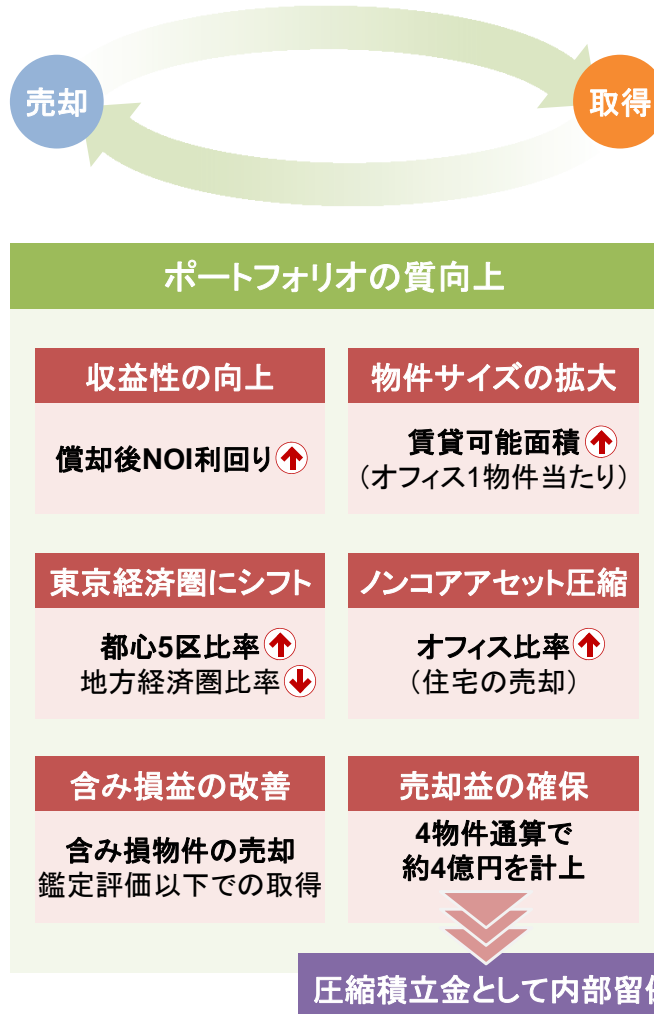 売却
取得
ポートフォリオの質向上
収益性の向上
償却後NOI利回り
物件サイズの拡大
賃貸可能面積
（オフィス1物件当たり）
東京経済圏にシフト
都心5区比率
地方経済圏比率
ノンコアアセット圧縮
オフィス比率
（住宅の売却）
含み損益の改善
含み損物件の売却
鑑定評価以下での取得
売却益の確保
4物件通算で
約4億円を計上
圧縮積立金として内部留保